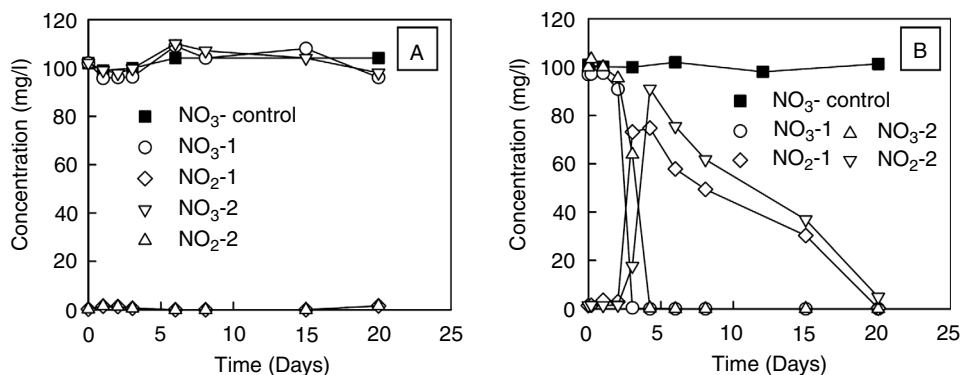 A
Concentration (mg/l)
120
100
80
60
40
20
0
NO₃- control
NO₃-1
NO₂-1
NO₃-2
NO₂-2
0 5 10 15 20 25
Time (Days)
B
Concentration (mg/l)
120
100
80
60
40
20
0
NO₃- control
NO₃-1 NO₃-2
NO₂-1 NO₂-2
0 5 10 15 20 25
Time (Days)